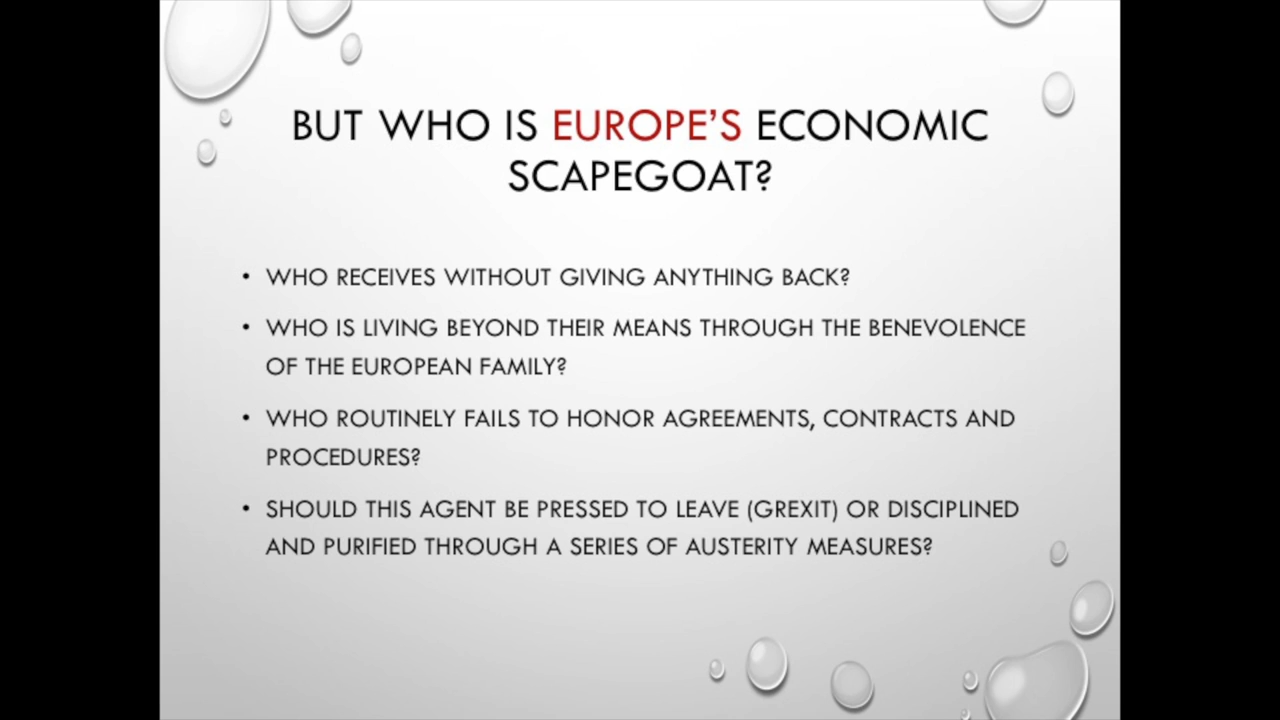 BUT WHO IS EUROPE’S ECONOMIC
SCAPEGOAT?
• WHO RECEIVES WITHOUT GIVING ANYTHING BACK?
• WHO IS LIVING BEYOND THEIR MEANS THROUGH THE BENEVOLENCE
OF THE EUROPEAN FAMILY?
• WHO ROUTINELY FAILS TO HONOR AGREEMENTS, CONTRACTS AND
PROCEDURES?
• SHOULD THIS AGENT BE PRESSED TO LEAVE (GREXIT) OR DISCIPLINED
AND PURIFIED THROUGH A SERIES OF AUSTERITY MEASURES?